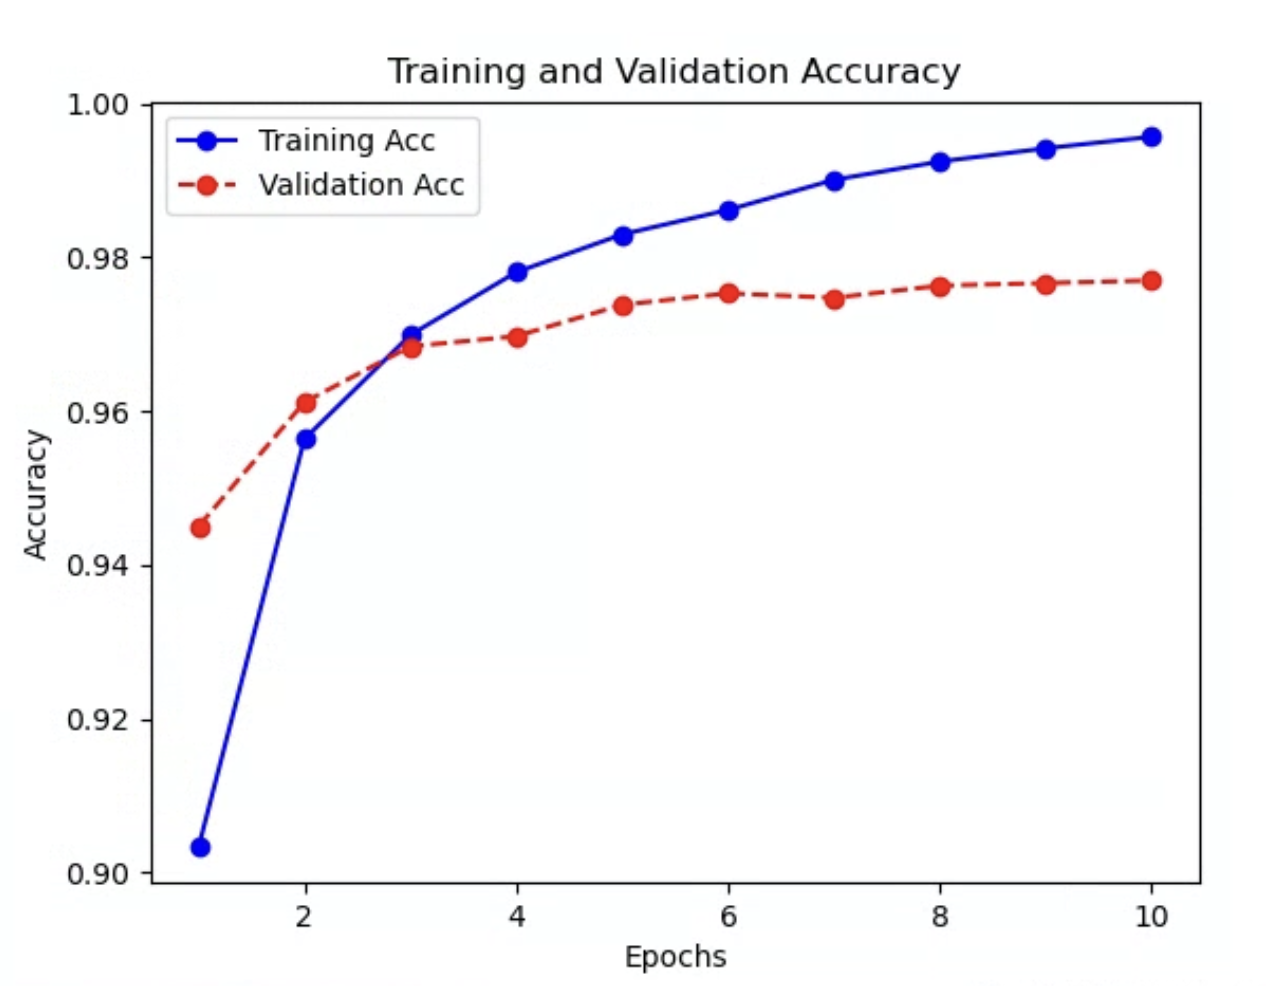 Training and Validation Accuracy
1.00
Training Acc
Validation Acc
0.98
0.96
0.94
0.92
0.90
Accuracy
2 4 6 8 10
Epochs